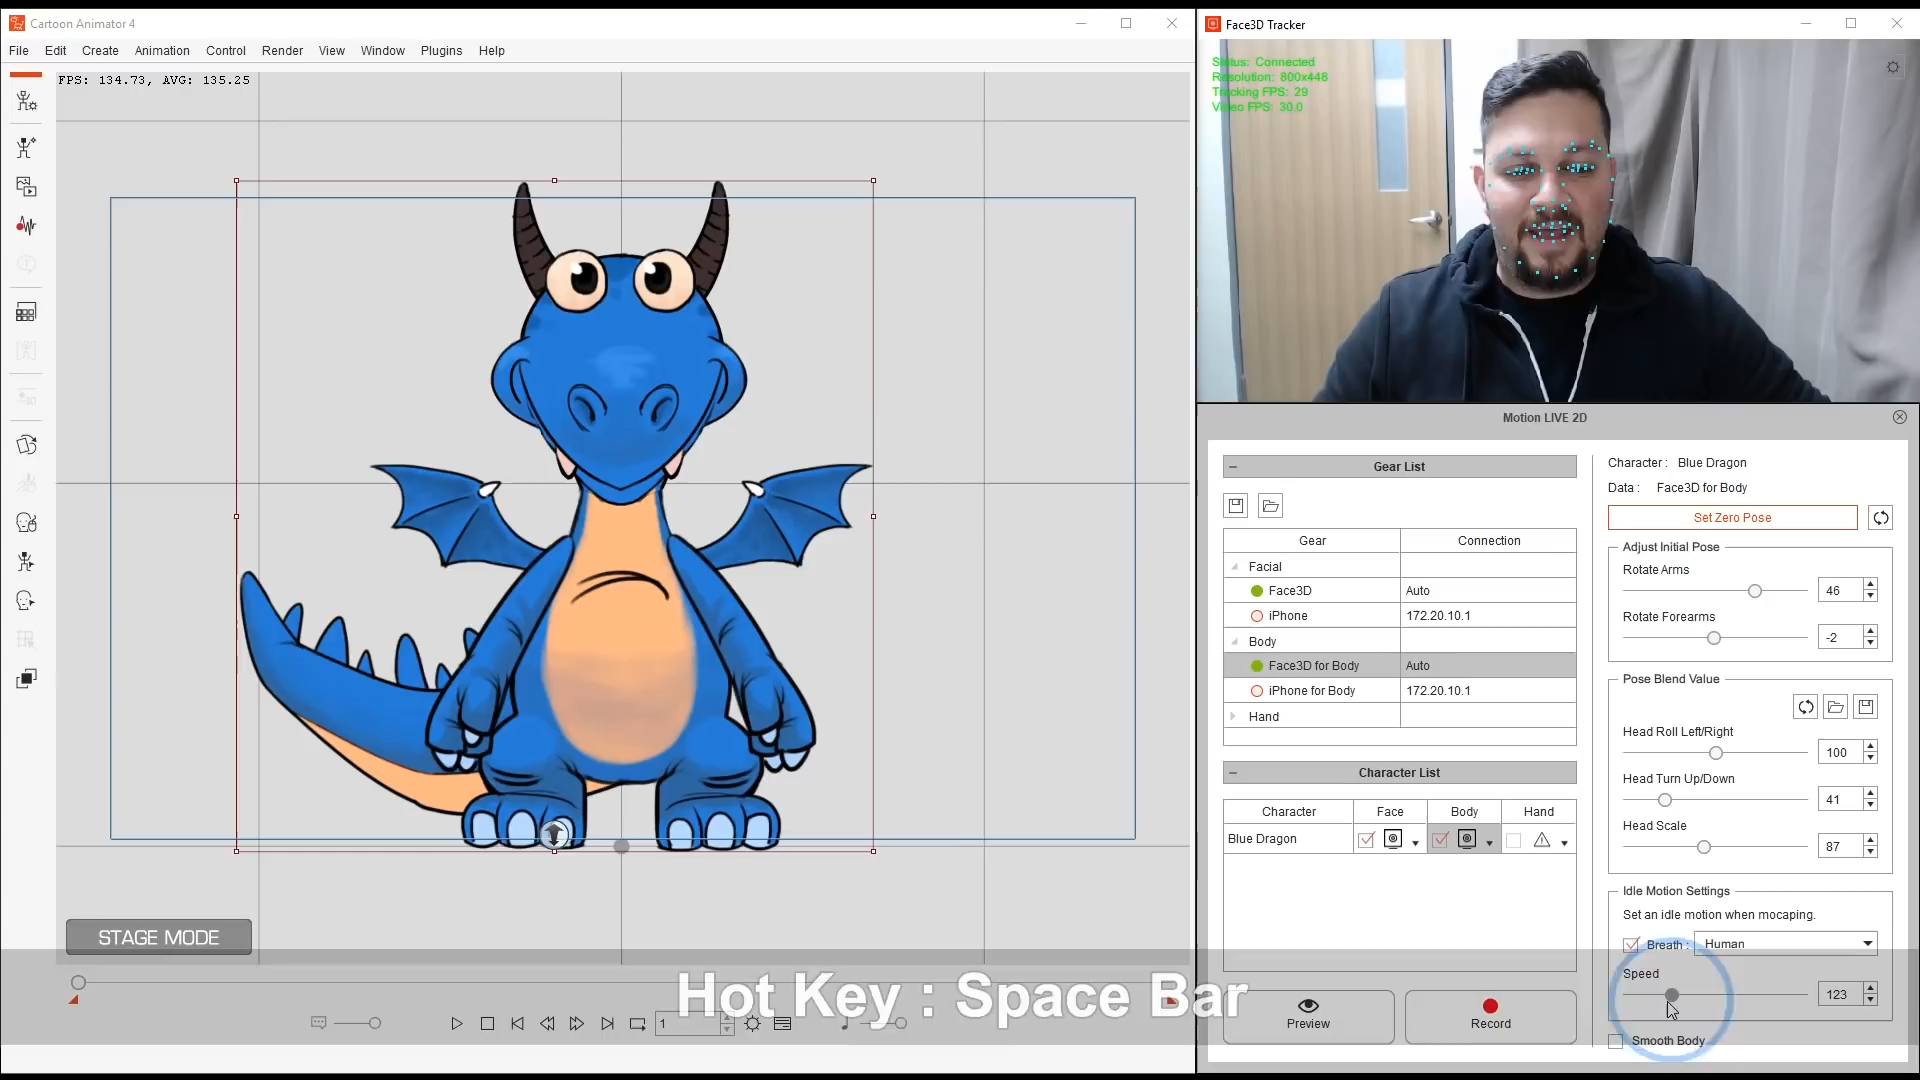 Cartoon Animator 4
File Edit Create Animation Control Render View Window Plugins Help
FPS: 134.73, AVG: 135.25
STAGE MODE
1
Hot Key : Space Bar
Face3D Tracker
Status: Connected
Resolution: 800x448
Tracking FPS: 29
Video FPS: 30.0
Motion LIVE 2D
Gear List
Gear Connection
Facial
Face3D Auto
iPhone 172.20.10.1
Body
Face3D for Body Auto
iPhone for Body 172.20.10.1
Hand
Character List
Character Face Body Hand
Blue Dragon
Preview
Record
Character : Blue Dragon
Data : Face3D for Body
Set Zero Pose
Adjust Initial Pose
Rotate Arms
46
Rotate Forearms
-2
Pose Blend Value
Head Roll Left/Right
100
Head Turn Up/Down
41
Head Scale
87
Idle Motion Settings
Set an idle motion when mocaping.
Breath : Human
Speed
123
Smooth Body